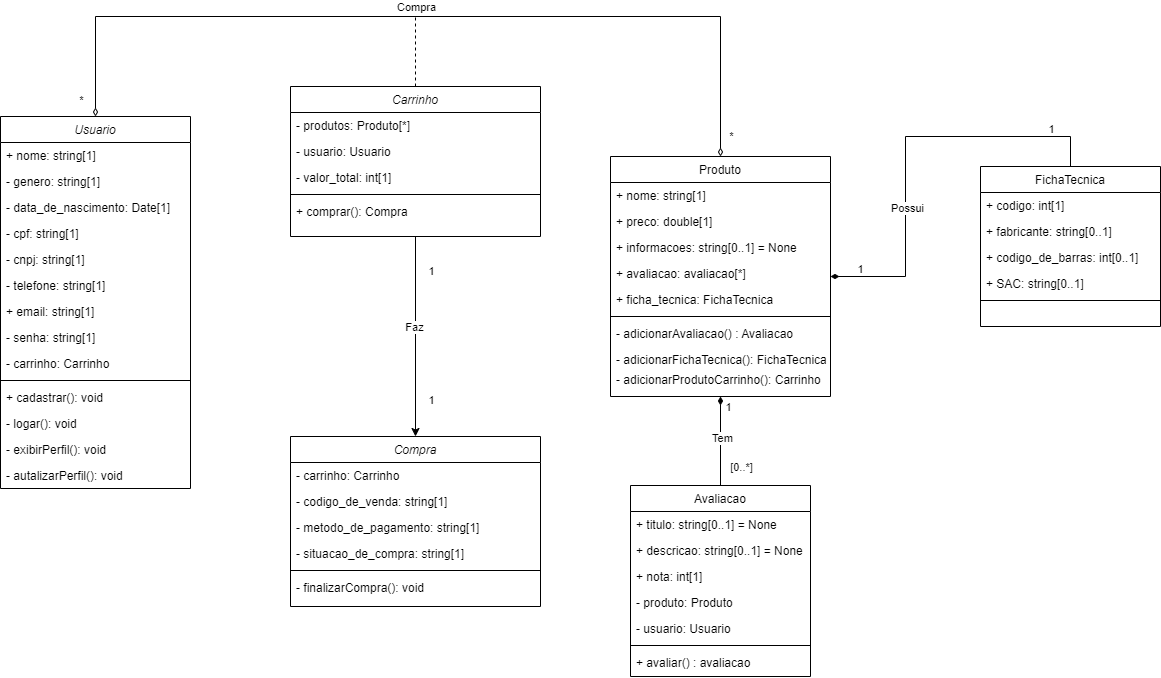 Compra
*
Usuario
+ nome: string[1]
- genero: string[1]
- data_de_nascimento: Date[1]
- cpf: string[1]
- cnpj: string[1]
- telefone: string[1]
+ email: string[1]
- senha: string[1]
- carrinho: Carrinho
+ cadastrar(): void
- logar(): void
- exibirPerfil(): void
- autalizarPerfil(): void
Carrinho
- produtos: Produto[*]
- usuario: Usuario
- valor_total: int[1]
+ comprar(): Compra
1
Faz
1
Compra
- carrinho: Carrinho
- codigo_de_venda: string[1]
- metodo_de_pagamento: string[1]
- situacao_de_compra: string[1]
- finalizarCompra(): void
*
Produto
+ nome: string[1]
+ preco: double[1]
+ informacoes: string[0..1] = None
+ avaliacao: avaliacao[*]
+ ficha_tecnica: FichaTecnica
- adicionarAvaliacao() : Avaliacao
- adicionarFichaTecnica(): FichaTecnica
- adicionarProdutoCarrinho(): Carrinho
1
Tem
[0..*]
Avaliacao
+ titulo: string[0..1] = None
+ descricao: string[0..1] = None
+ nota: int[1]
- produto: Produto
- usuario: Usuario
+ avaliar() : avaliacao
1
Possui
1
FichaTecnica
+ codigo: int[1]
+ fabricante: string[0..1]
+ codigo_de_barras: int[0..1]
+ SAC: string[0..1]